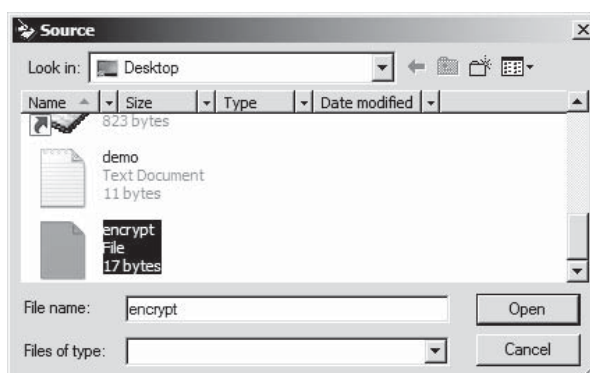 Source
Look in: Desktop
Name Size Type Date modified
823 bytes
demo
Text Document
11 bytes
encrypt
File
17 bytes
File name: encrypt Open
Files of type: Cancel